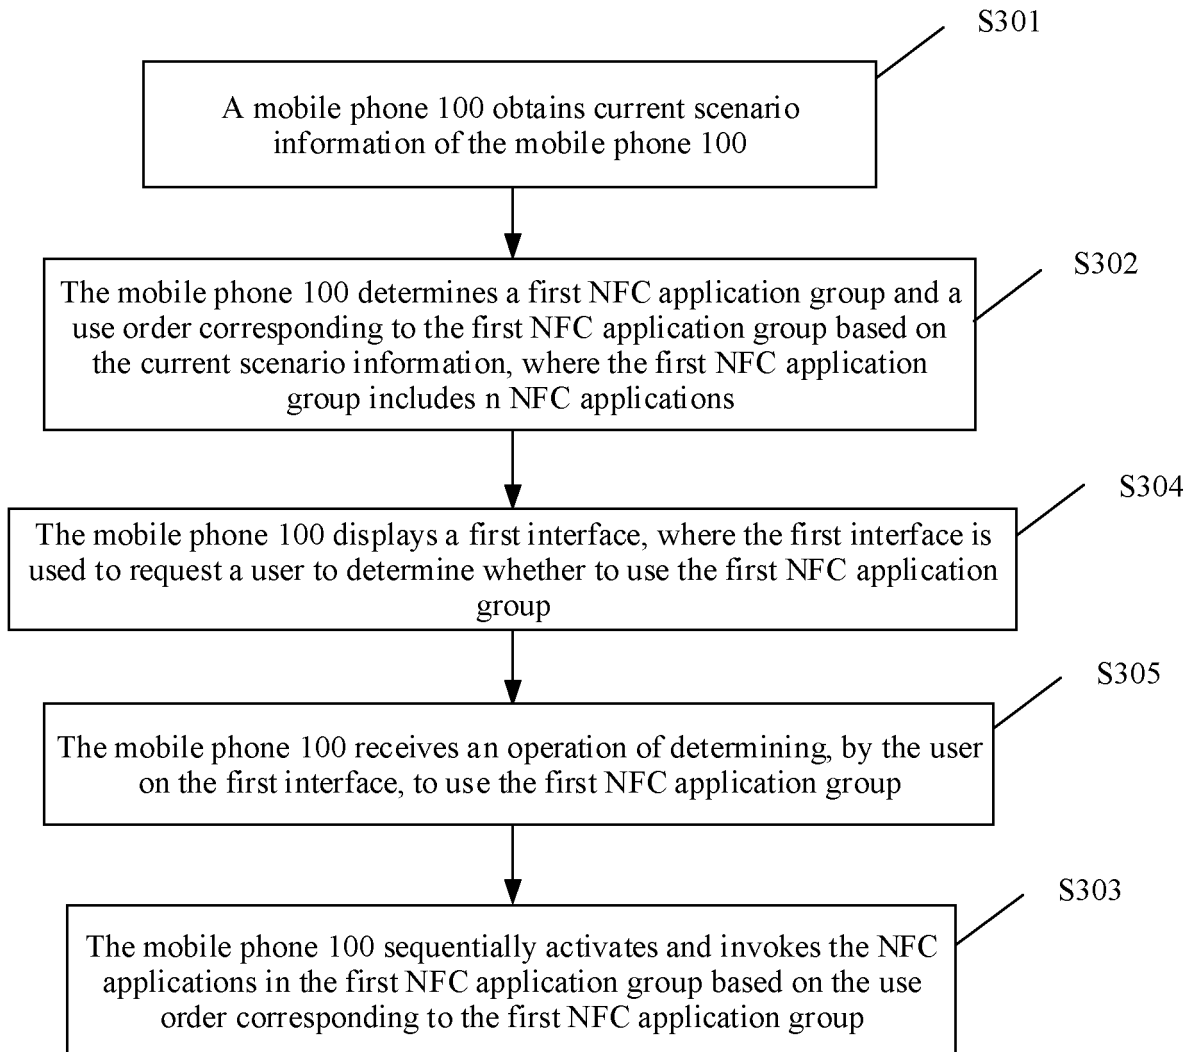 S301
A mobile phone 100 obtains current scenario
information of the mobile phone 100
S302
The mobile phone 100 determines a first NFC application group and a
use order corresponding to the first NFC application group based on
the current scenario information, where the first NFC application
group includes n NFC applications
S304
The mobile phone 100 displays a first interface, where the first interface is
used to request a user to determine whether to use the first NFC application
group
S305
The mobile phone 100 receives an operation of determining, by the user
on the first interface, to use the first NFC application group
S303
The mobile phone 100 sequentially activates and invokes the NFC
applications in the first NFC application group based on the use
order corresponding to the first NFC application group